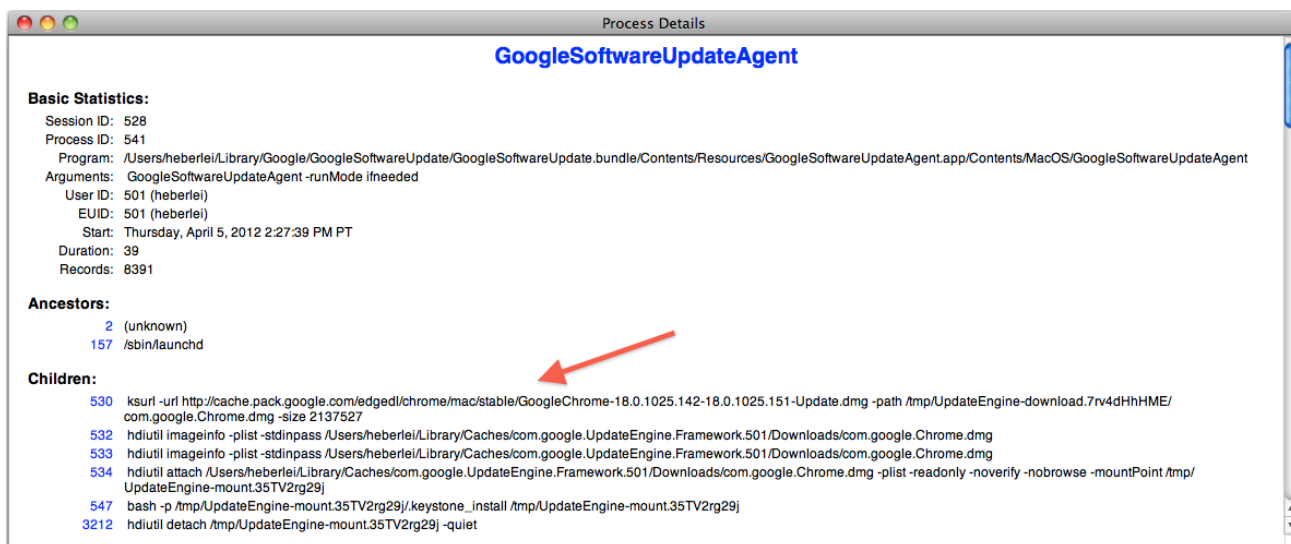 Process Details
GoogleSoftwareUpdateAgent
Basic Statistics:
Session ID: 528
Process ID: 541
Program: /Users/heberlei/Library/Google/GoogleSoftwareUpdate/GoogleSoftwareUpdate.bundle/Contents/Resources/GoogleSoftwareUpdateAgent.app/Contents/MacOS/GoogleSoftwareUpdateAgent
Arguments: GoogleSoftwareUpdateAgent -runMode ifneeded
User ID: 501 (heberlei)
EUID: 501 (heberlei)
Start: Thursday, April 5, 2012 2:27:39 PM PT
Duration: 39
Records: 8391
Ancestors:
2 (unknown)
157 /sbin/launchd
Children:
530 ksurl -url http://cache.pack.google.com/edgedl/chrome/mac/stable/GoogleChrome-18.0.1025.142-18.0.1025.151-Update.dmg -path /tmp/UpdateEngine-download.7rv4dHhHME/
com.google.Chrome.dmg -size 2137527
532 hdiutil imageinfo -plist -stdinpass /Users/heberlei/Library/Caches/com.google.UpdateEngine.Framework.501/Downloads/com.google.Chrome.dmg
533 hdiutil imageinfo -plist -stdinpass /Users/heberlei/Library/Caches/com.google.UpdateEngine.Framework.501/Downloads/com.google.Chrome.dmg
534 hdiutil attach /Users/heberlei/Library/Caches/com.google.UpdateEngine.Framework.501/Downloads/com.google.Chrome.dmg -plist -readonly -noverify -nobrowse -mountPoint /tmp/
UpdateEngine-mount.35TV2rg29j
547 bash -p /tmp/UpdateEngine-mount.35TV2rg29j/.keystone_install /tmp/UpdateEngine-mount.35TV2rg29j
3212 hdiutil detach /tmp/UpdateEngine-mount.35TV2rg29j -quiet